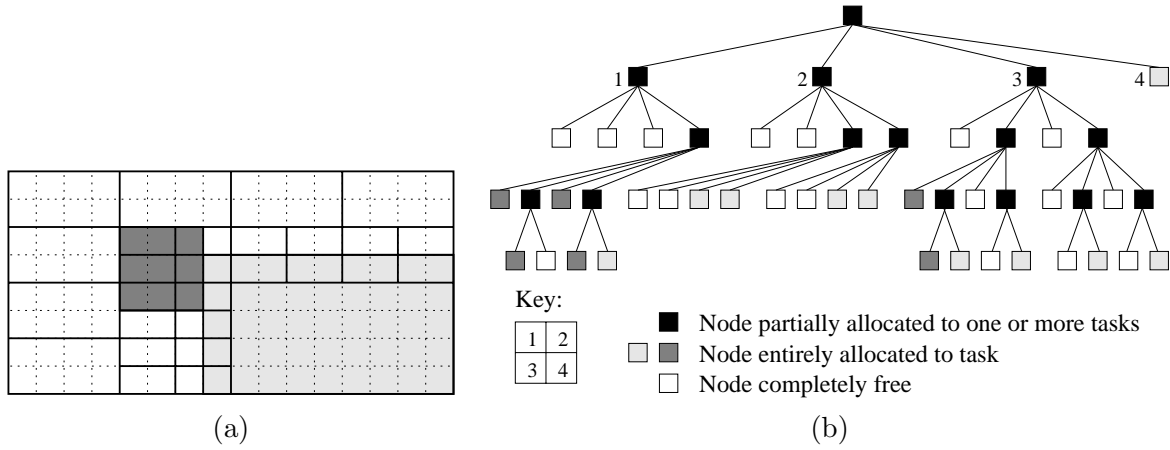 1
2
3
4
Key:
1 2
3 4
Node partially allocated to one or more tasks
Node entirely allocated to task
Node completely free
(a)
(b)